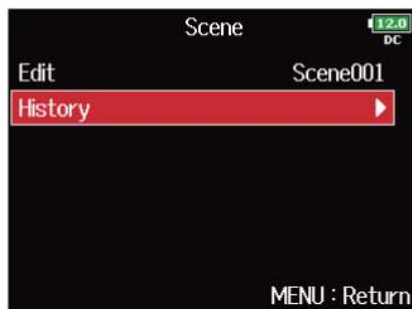 Scene
12.0
DC
Edit Scene001
History
MENU : Return